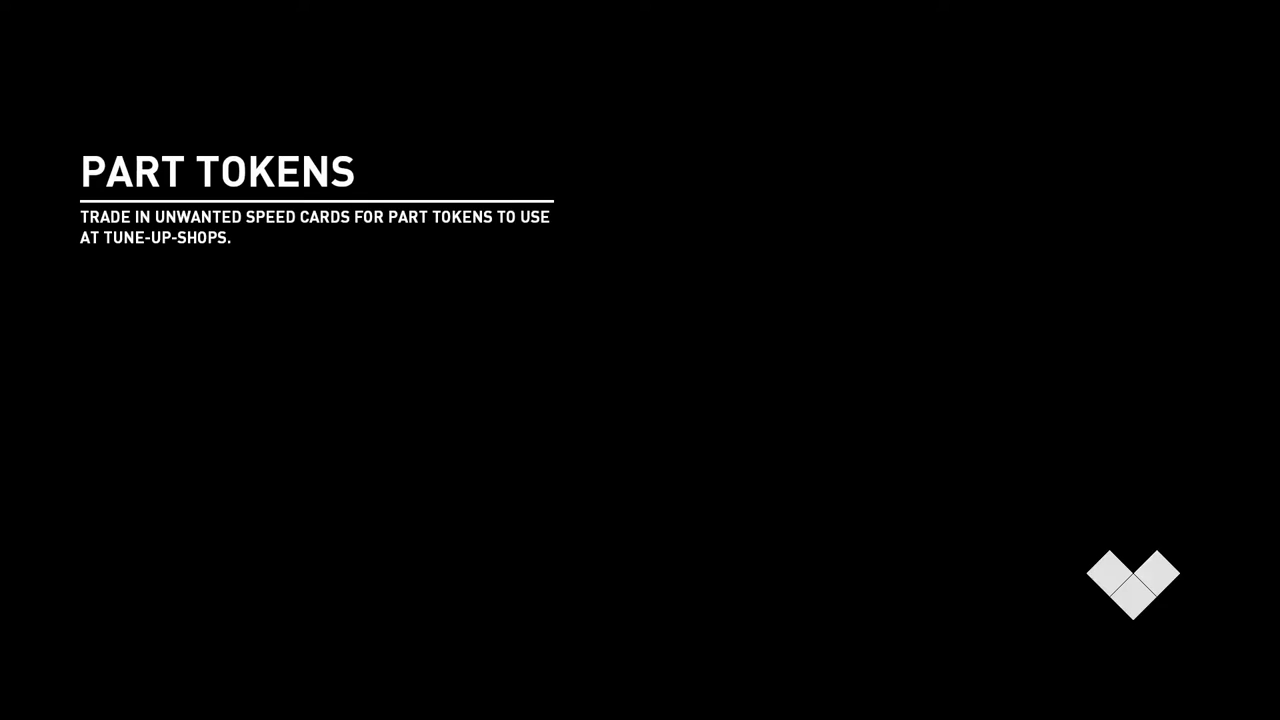 PART TOKENS
TRADE IN UNWANTED SPEED CARDS FOR PART TOKENS TO USE
AT TUNE-UP-SHOPS.